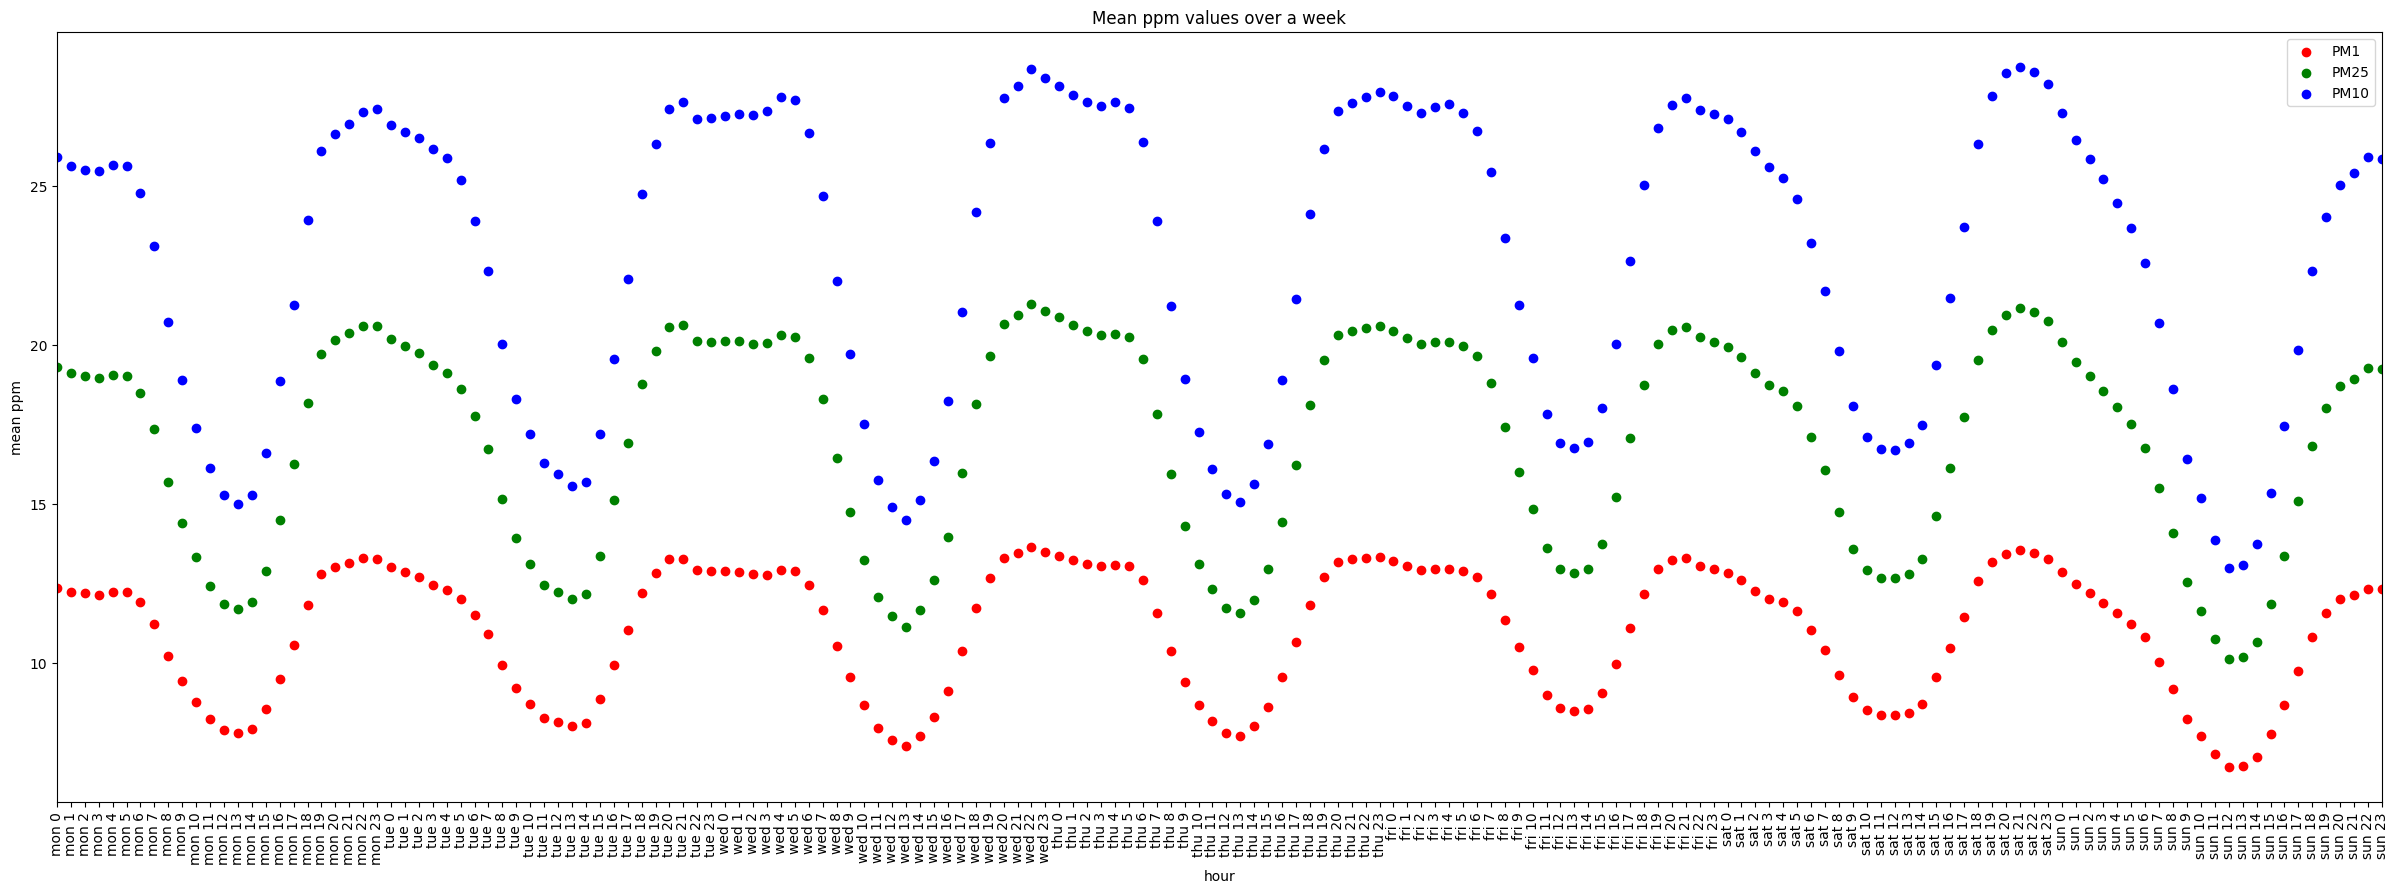 Mean ppm values over a week
PM1
PM25
PM10
25
20
15
10
mean ppm
mon 0
mon 1
mon 2
mon 3
mon 4
mon 5
mon 6
mon 7
mon 8
mon 9
mon 10
mon 11
mon 12
mon 13
mon 14
mon 15
mon 16
mon 17
mon 18
mon 19
mon 20
mon 21
mon 22
mon 23
tue 0
tue 1
tue 2
tue 3
tue 4
tue 5
tue 6
tue 7
tue 8
tue 9
tue 10
tue 11
tue 12
tue 13
tue 14
tue 15
tue 16
tue 17
tue 18
tue 19
tue 20
tue 21
tue 22
tue 23
wed 0
wed 1
wed 2
wed 3
wed 4
wed 5
wed 6
wed 7
wed 8
wed 9
wed 10
wed 11
wed 12
wed 13
wed 14
wed 15
wed 16
wed 17
wed 18
wed 19
wed 20
wed 21
wed 22
wed 23
thu 0
thu 1
thu 2
thu 3
thu 4
thu 5
thu 6
thu 7
thu 8
thu 9
thu 10
thu 11
thu 12
thu 13
thu 14
thu 15
thu 16
thu 17
thu 18
thu 19
thu 20
thu 21
thu 22
thu 23
fri 0
fri 1
fri 2
fri 3
fri 4
fri 5
fri 6
fri 7
fri 8
fri 9
fri 10
fri 11
fri 12
fri 13
fri 14
fri 15
fri 16
fri 17
fri 18
fri 19
fri 20
fri 21
fri 22
fri 23
sat 0
sat 1
sat 2
sat 3
sat 4
sat 5
sat 6
sat 7
sat 8
sat 9
sat 10
sat 11
sat 12
sat 13
sat 14
sat 15
sat 16
sat 17
sat 18
sat 19
sat 20
sat 21
sat 22
sat 23
sun 0
sun 1
sun 2
sun 3
sun 4
sun 5
sun 6
sun 7
sun 8
sun 9
sun 10
sun 11
sun 12
sun 13
sun 14
sun 15
sun 16
sun 17
sun 18
sun 19
sun 20
sun 21
sun 22
sun 23
hour